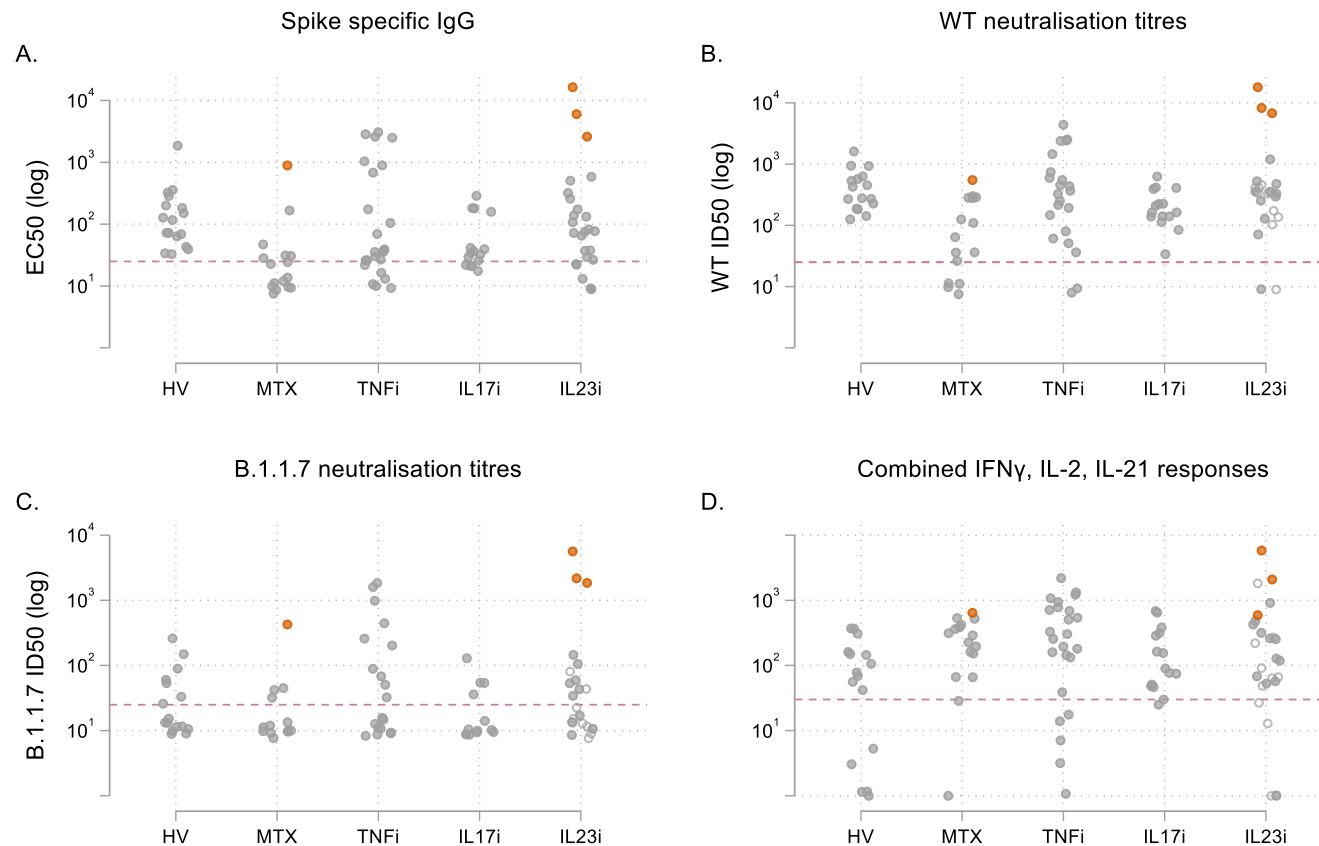 Spike specific IgG
A.
EC50 (log)
10⁴
10³
10²
10¹
HV MTX TNFi IL17i IL23i
WT neutralisation titres
B.
WT ID50 (log)
10⁴
10³
10²
10¹
HV MTX TNFi IL17i IL23i
B.1.1.7 neutralisation titres
C.
B.1.1.7 ID50 (log)
10⁴
10³
10²
10¹
HV MTX TNFi IL17i IL23i
Combined IFNγ, IL-2, IL-21 responses
D.
10³
10²
10¹
HV MTX TNFi IL17i IL23i